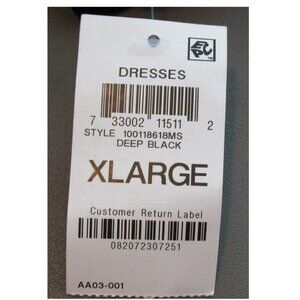 DRESSES
7 33002 11511 2
STYLE 100118618MS
DEEP BLACK
XLARGE
Customer Return Label
082072307251
AA03-001